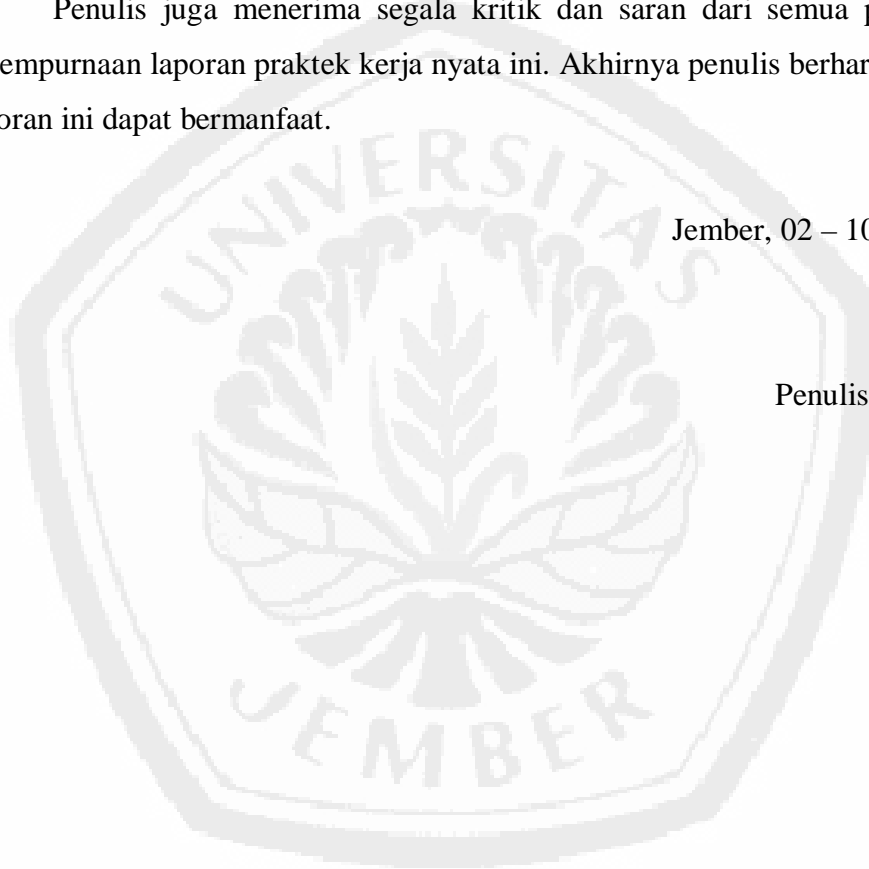 Penulis juga menerima segala kritik dan saran dari semua p
empurnaan laporan praktek kerja nyata ini. Akhirnya penulis berhar
oran ini dapat bermanfaat.
UNIVERSITAS
Jember, 02 – 10
Penulis
JEMBER